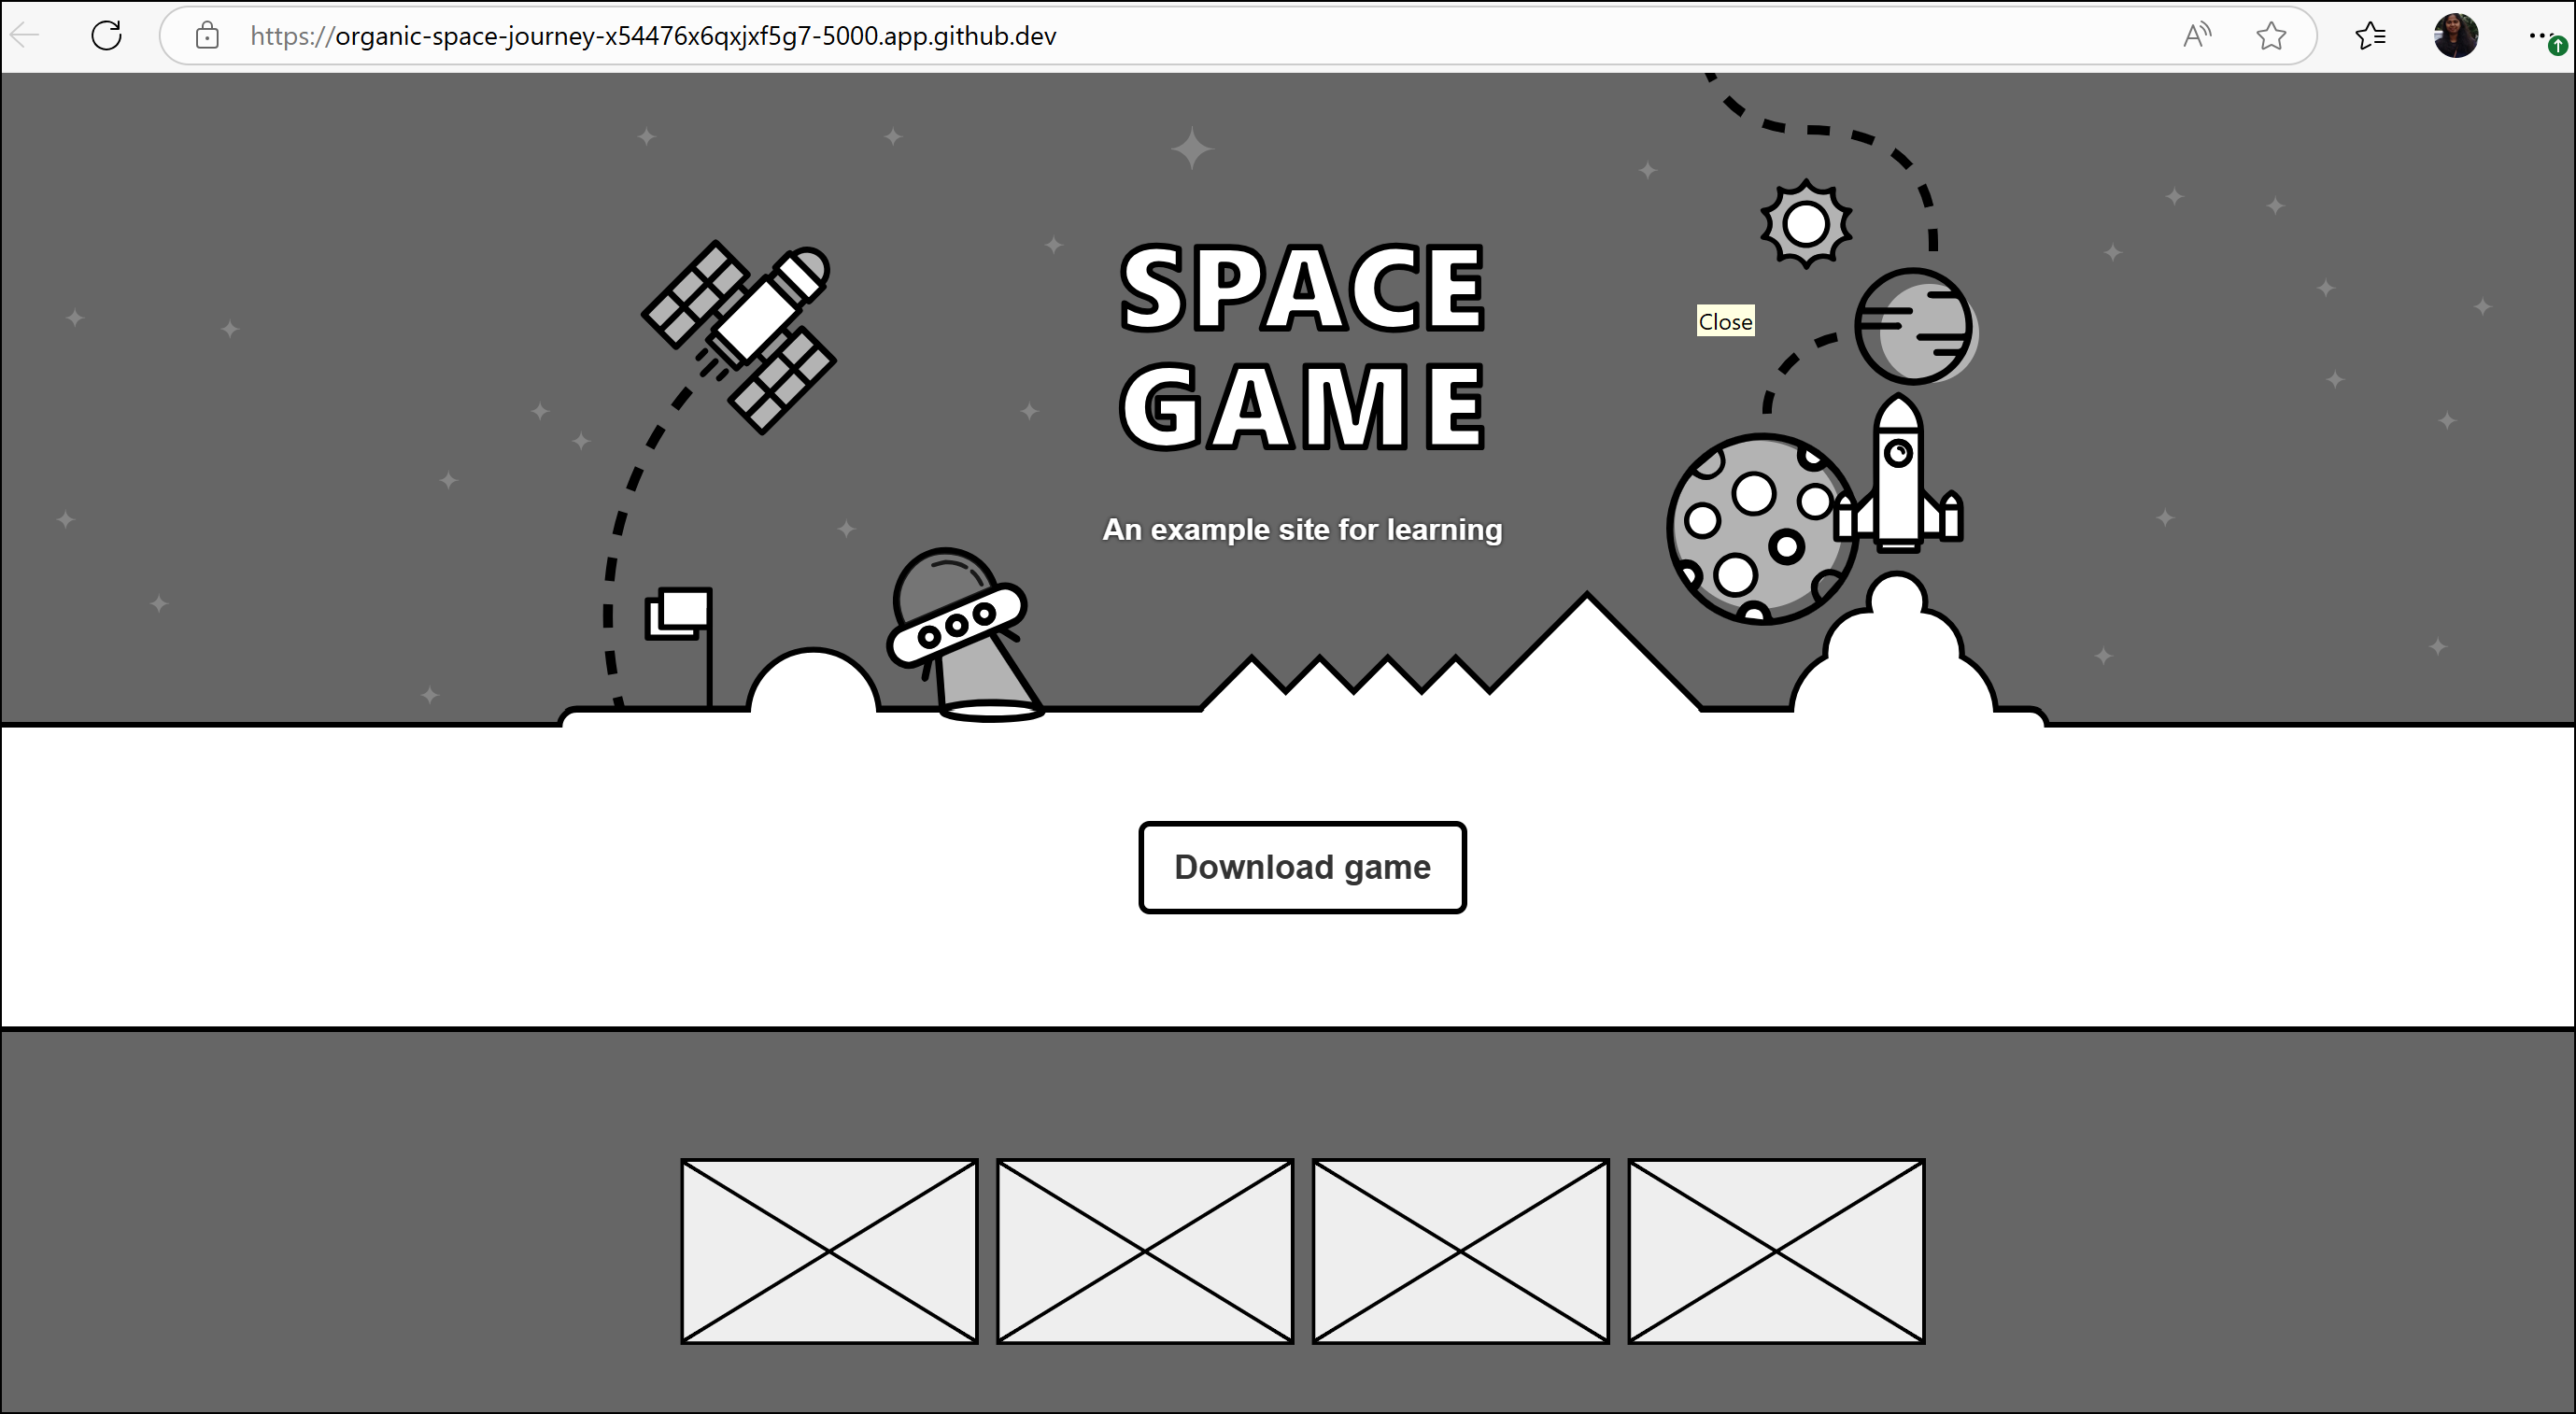 https://organic-space-journey-x54476x6qxjxf5g7-5000.app.github.dev
SPACE
GAME
Close
An example site for learning
Download game